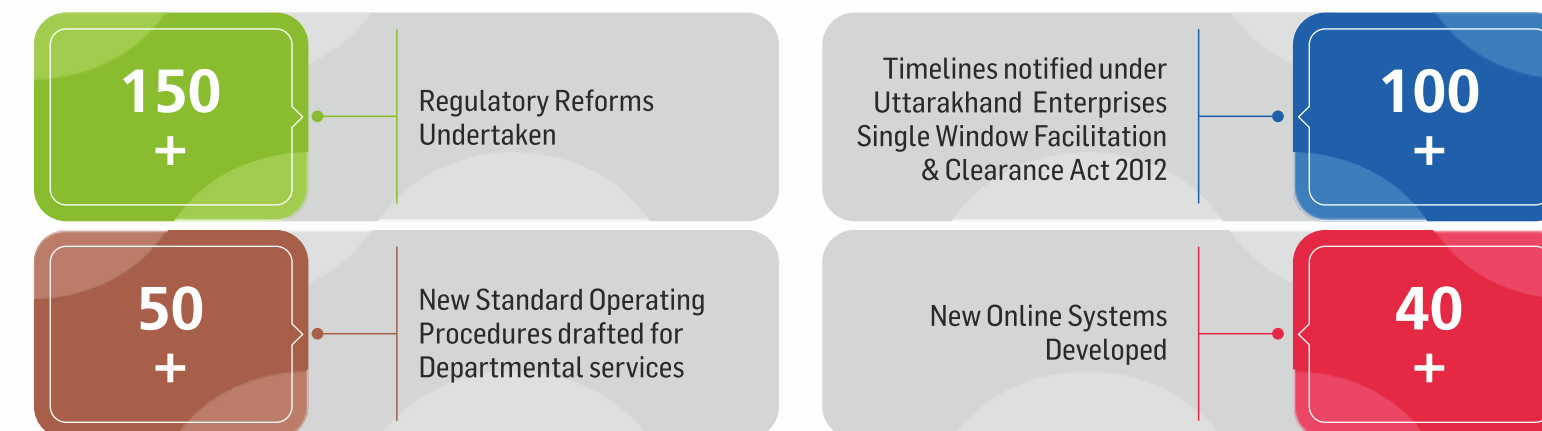 150
+
Regulatory Reforms
Undertaken
Timelines notified under
Uttarakhand Enterprises
Single Window Facilitation
& Clearance Act 2012
100
+
50
+
New Standard Operating
Procedures drafted for
Departmental services
New Online Systems
Developed
40
+